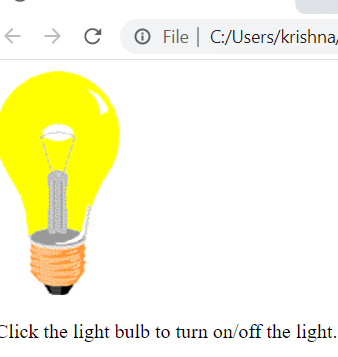 File | C:/Users/krishna/
Click the light bulb to turn on/off the light.